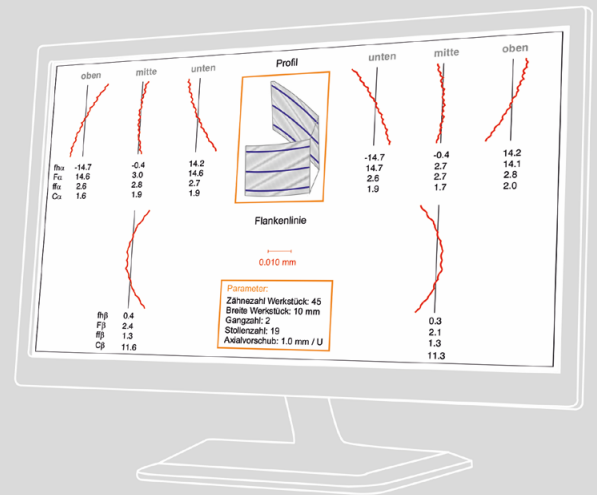 Profil
oben mitte unten
unten mitte oben
fhα -14.7 -0.4 14.2
Fα 14.6 3.0 14.6
ffα 2.6 2.8 2.7
Cα 1.6 1.9 1.9
-14.7 -0.4 14.2
14.7 2.7 14.1
2.6 2.7 2.8
1.9 1.7 2.0
Flankenlinie
0.010 mm
fhβ 0.4
Fβ 2.4
ffβ 1.3
Cβ 11.6
Parameter:
Zähnezahl Werkstück: 45
Breite Werkstück: 10 mm
Gangzahl: 2
Stollenzahl: 19
Axialvorschub: 1.0 mm / U
0.3
2.1
1.3
11.3